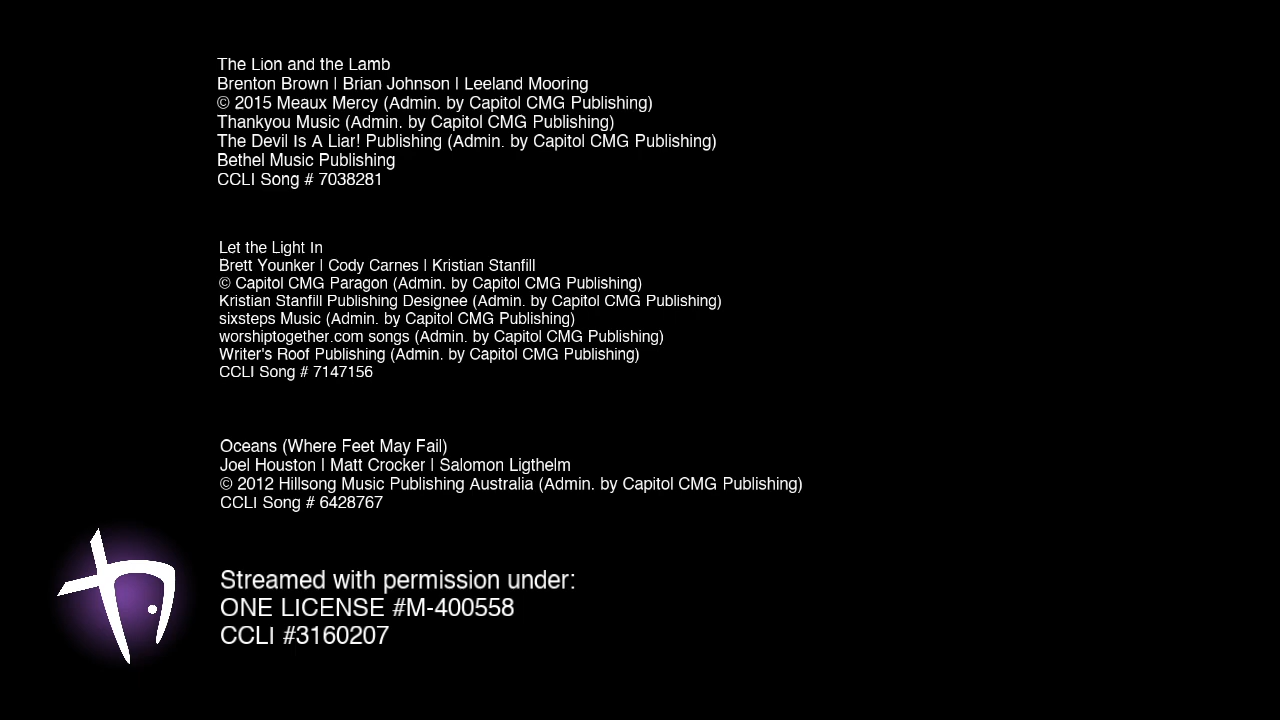 The Lion and the Lamb
Brenton Brown | Brian Johnson | Leeland Mooring
© 2015 Meaux Mercy (Admin. by Capitol CMG Publishing)
Thankyou Music (Admin. by Capitol CMG Publishing)
The Devil Is A Liar! Publishing (Admin. by Capitol CMG Publishing)
Bethel Music Publishing
CCLI Song # 7038281
Let the Light In
Brett Younker | Cody Carnes | Kristian Stanfill
© Capitol CMG Paragon (Admin. by Capitol CMG Publishing)
Kristian Stanfill Publishing Designee (Admin. by Capitol CMG Publishing)
sixsteps Music (Admin. by Capitol CMG Publishing)
worshiptogether.com songs (Admin. by Capitol CMG Publishing)
Writer's Roof Publishing (Admin. by Capitol CMG Publishing)
CCLI Song # 7147156
Oceans (Where Feet May Fail)
Joel Houston | Matt Crocker | Salomon Ligthelm
© 2012 Hillsong Music Publishing Australia (Admin. by Capitol CMG Publishing)
CCLI Song # 6428767
Streamed with permission under:
ONE LICENSE #M-400558
CCLI #3160207